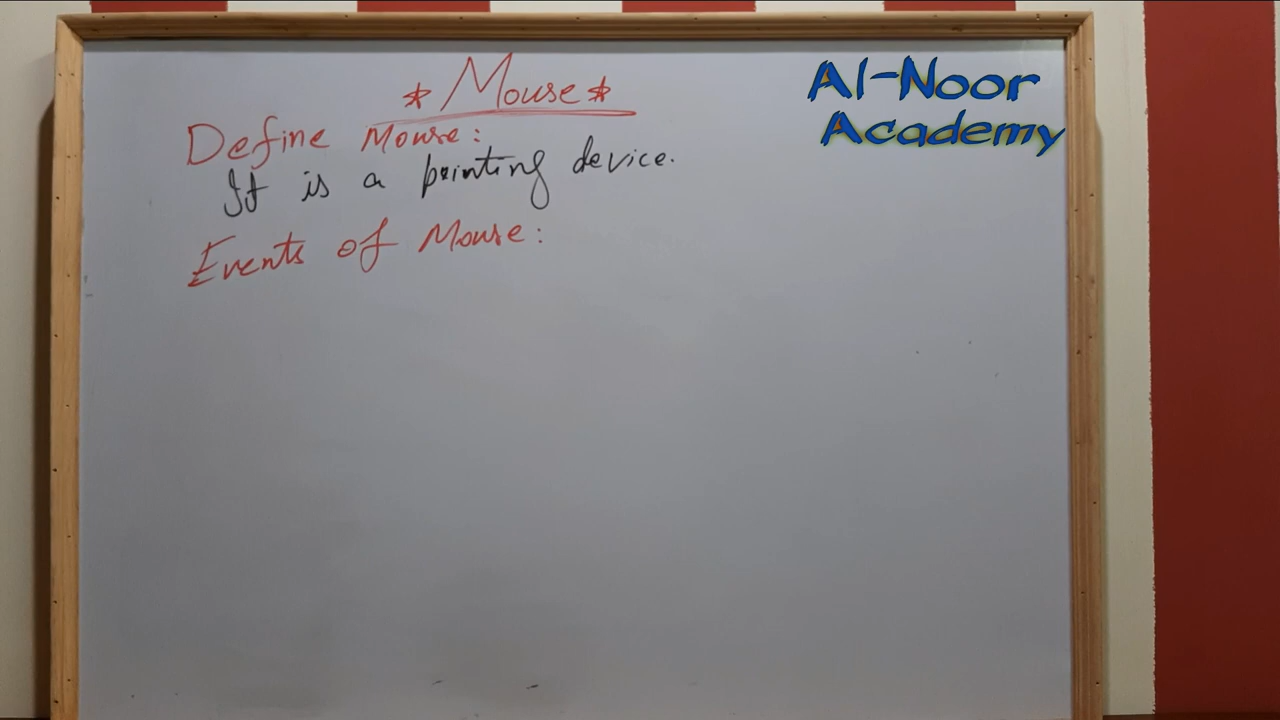 * Mouse *
Define Mouse:
It is a pointing device.
Events of Mouse:
Al-Noor
Academy